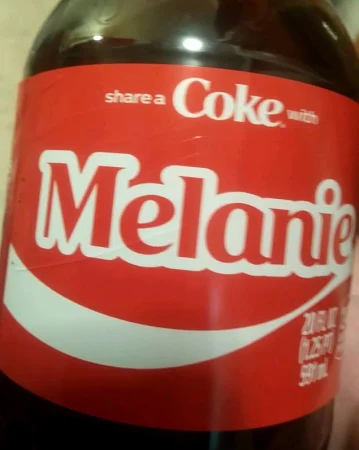 share a Coke with
Melanie
20 FL OZ
(1.25 PT)
591 mL